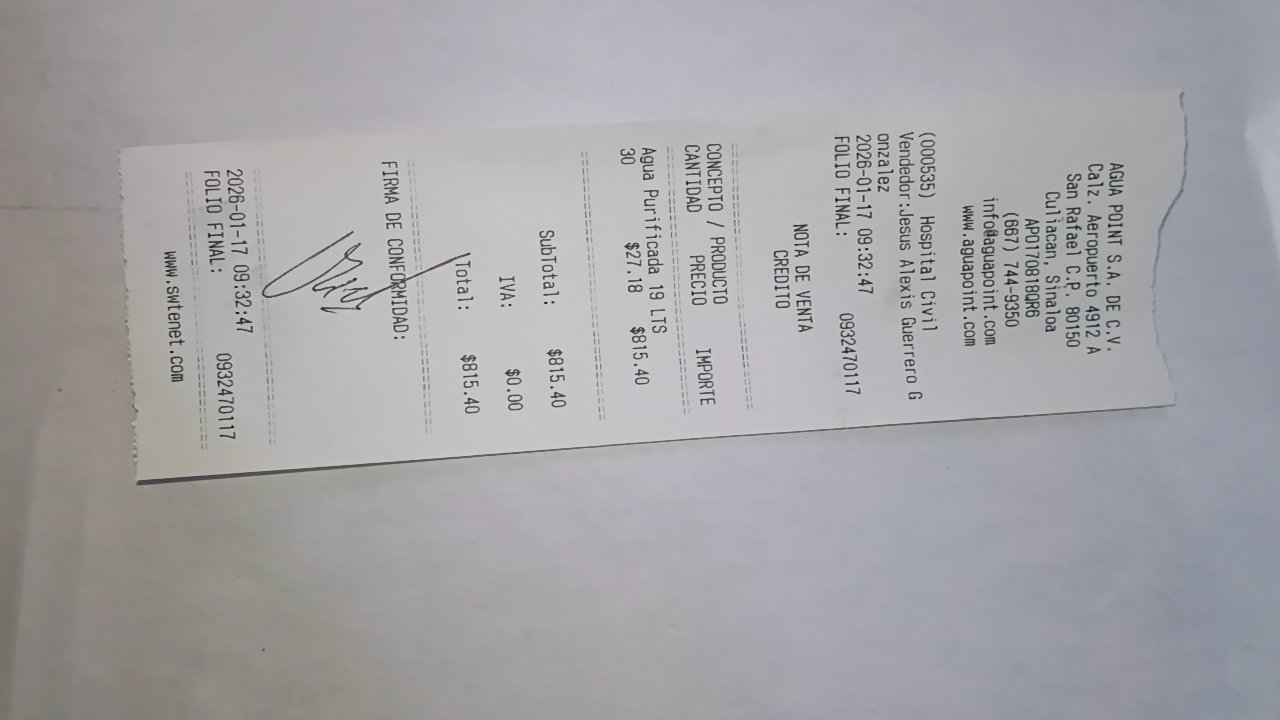 AGUA POINT S.A. DE C.V.
Calz. Aeropuerto 4912 A
San Rafael C.P. 80150
Culiacan, Sinaloa
APO170818QR6
(667) 744-9350
info@aguapoint.com
www.aguapoint.com
(000535) Hospital Civil
Vendedor:Jesus Alexis Guerrero G
onzalez
2026-01-17 09:32:47
FOLIO FINAL: 0932470117
NOTA DE VENTA
CREDITO
CONCEPTO / PRODUCTO
CANTIDAD PRECIO IMPORTE
Agua Purificada 19 LTS
30 $27.18 $815.40
SubTotal: $815.40
IVA: $0.00
Total: $815.40
FIRMA DE CONFORMIDAD:
2026-01-17 09:32:47
FOLIO FINAL: 0932470117
www.swtenet.com